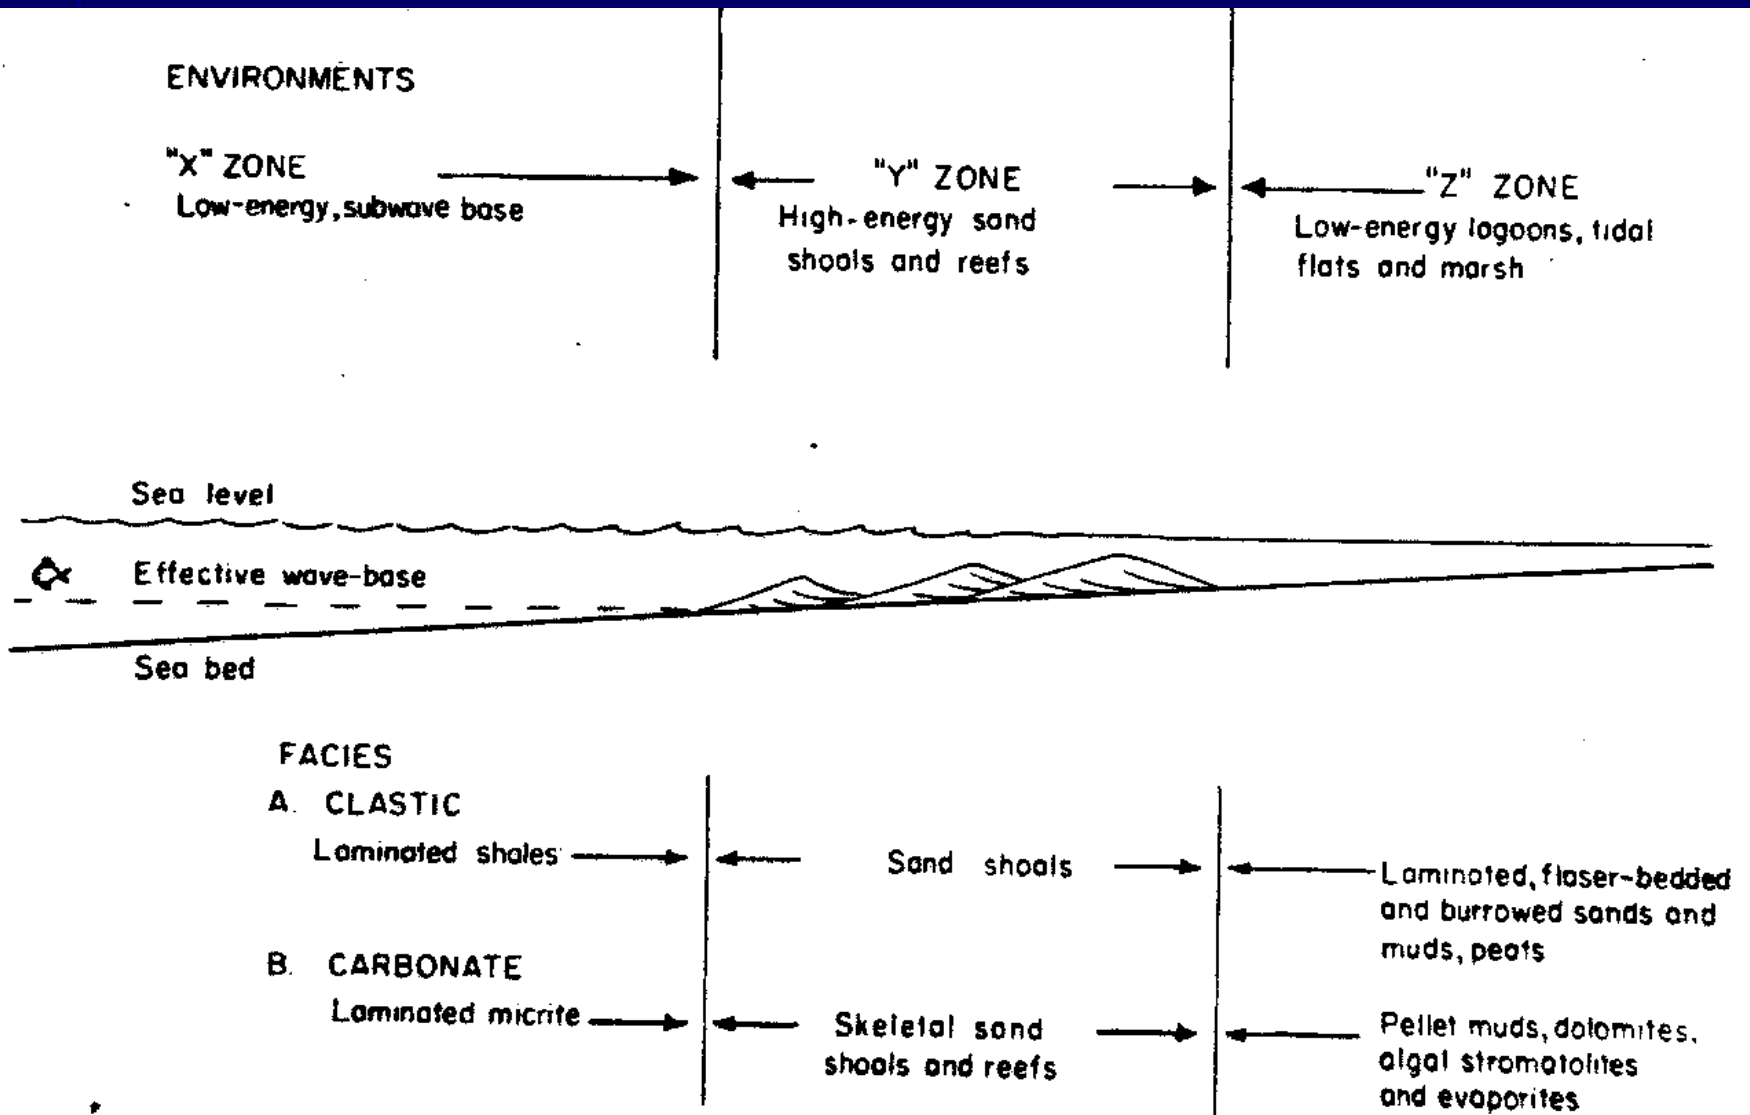 ENVIRONMENTS
"X" ZONE
Low-energy, subwave base
"Y" ZONE
High-energy sand
shoals and reefs
"Z" ZONE
Low-energy lagoons, tidal
flats and marsh
Sea level
Effective wave-base
Sea bed
FACIES
A. CLASTIC
Laminated shales
Sand shoals
Laminated, flaser-bedded
and burrowed sands and
muds, peats
B. CARBONATE
Laminated micrite
Skeletal sand
shoals and reefs
Pellet muds, dolomites,
algal stromatolites
and evaporites